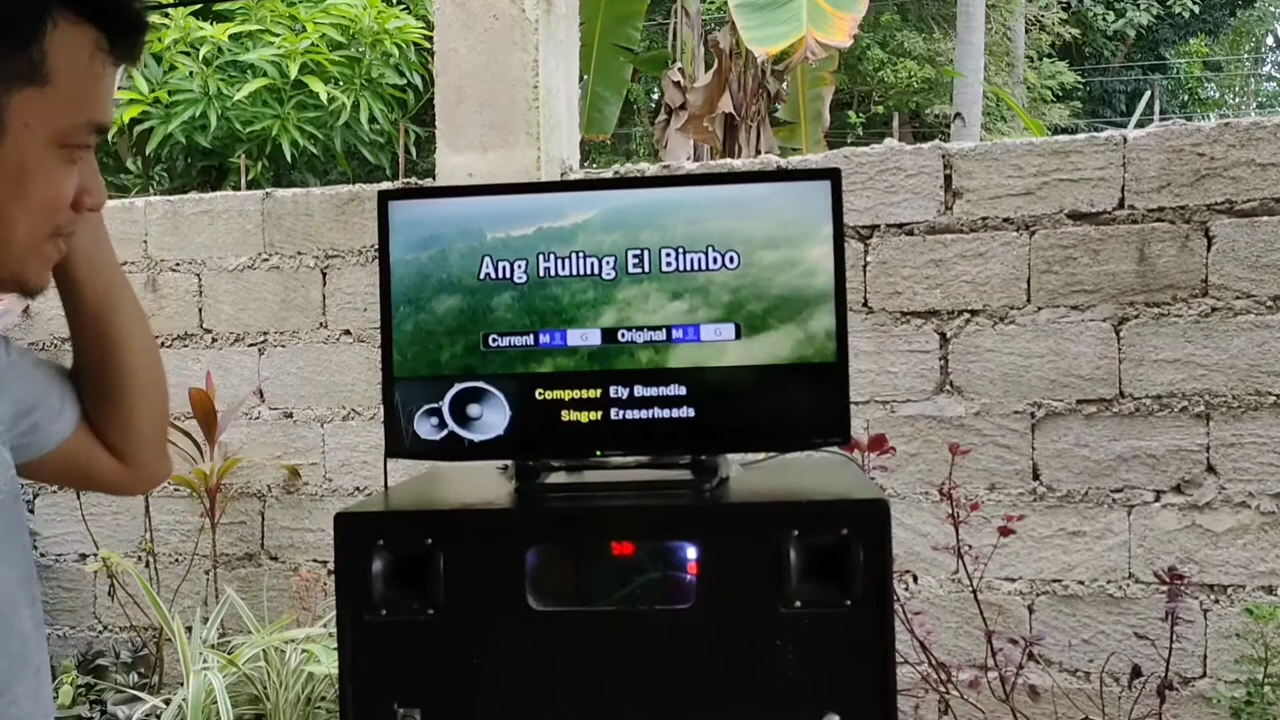 Ang Huling El Bimbo
Current M G Original M G
Composer Ely Buendia
Singer Eraserheads